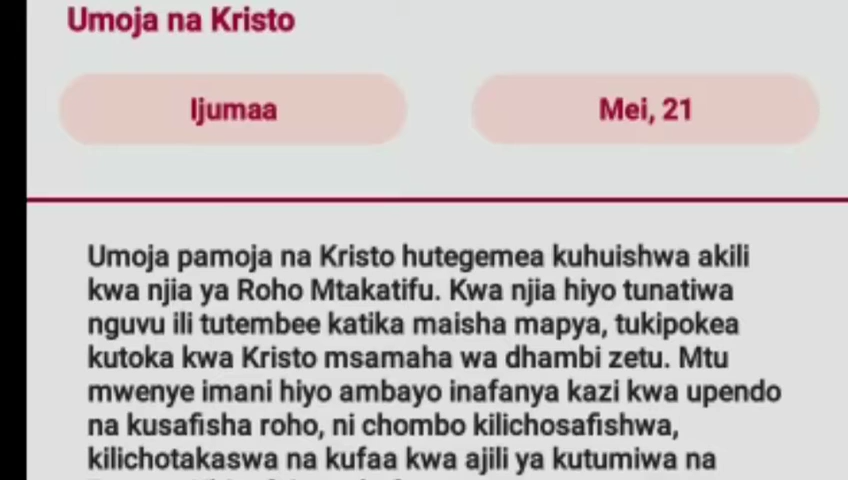 Umoja na Kristo
Ijumaa
Mei, 21
Umoja pamoja na Kristo hutegemea kuhuishwa akili
kwa njia ya Roho Mtakatifu. Kwa njia hiyo tunatiwa
nguvu ili tutembee katika maisha mapya, tukipokea
kutoka kwa Kristo msamaha wa dhambi zetu. Mtu
mwenye imani hiyo ambayo inafanya kazi kwa upendo
na kusafisha roho, ni chombo kilichosafishwa,
kilichotakaswa na kufaa kwa ajili ya kutumiwa na